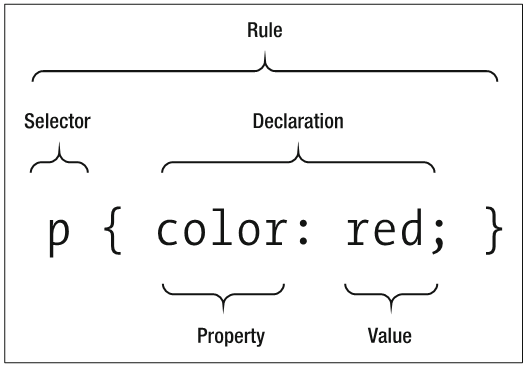 Rule
Selector Declaration
p { color: red; }
Property Value